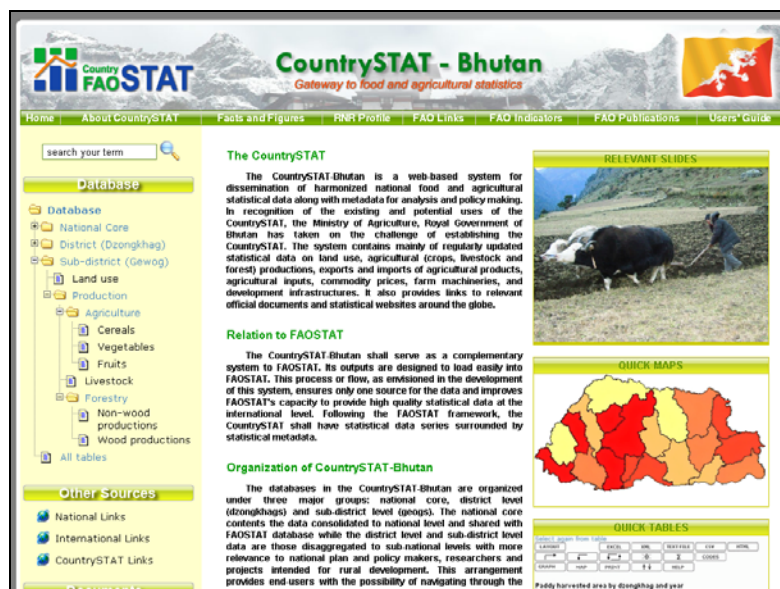 Country
FAOSTAT
CountrySTAT - Bhutan
Gateway to food and agricultural statistics
Home
About CountrySTAT
Facts and Figures
RNR Profile
FAO Links
FAO Indicators
FAO Publications
Users' Guide
search your term
Database
Database
National Core
District (Dzongkhag)
Sub-district (Gewog)
Land use
Production
Agriculture
Cereals
Vegetables
Fruits
Livestock
Forestry
Non-wood
productions
Wood productions
All tables
Other Sources
National Links
International Links
CountrySTAT Links
The CountrySTAT
The CountrySTAT-Bhutan is a web-based system for
dissemination of harmonized national food and agricultural
statistical data along with metadata for analysis and policy making.
In recognition of the existing and potential uses of the
CountrySTAT, the Ministry of Agriculture, Royal Government of
Bhutan has taken on the challenge of establishing the
CountrySTAT. The system contains mainly of regularly updated
statistical data on land use, agricultural (crops, livestock and
forest) productions, exports and imports of agricultural products,
agricultural inputs, commodity prices, farm machineries, and
development infrastructures. It also provides links to relevant
official documents and statistical websites around the globe.
Relation to FAOSTAT
The CountrySTAT-Bhutan shall serve as a complementary
system to FAOSTAT. Its outputs are designed to load easily into
FAOSTAT. This process or flow, as envisioned in the development
of this system, ensures only one source for the data and improves
FAOSTAT's capacity to provide high quality statistical data at the
international level. Following the FAOSTAT framework, the
CountrySTAT shall have statistical data series surrounded by
statistical metadata.
Organization of CountrySTAT-Bhutan
The databases in the CountrySTAT-Bhutan are organized
under three major groups: national core, district level
(dzongkhags) and sub-district level (geogs). The national core
contents the data consolidated to national level and shared with
FAOSTAT database while the district level and sub-district level
data are those disaggregated to sub-national levels with more
relevance to national plan and policy makers, researchers and
projects intended for rural development. This arrangement
provides end-users with the possibility of navigating through the
RELEVANT SLIDES
QUICK MAPS
QUICK TABLES
Select again from table
LAYOUT
EXCEL
XML
TEXT-FILE
CSV
HTML
CODES
GRAPH
MAP
PRINT
HELP
Paddy harvested area by dzongkhag and year